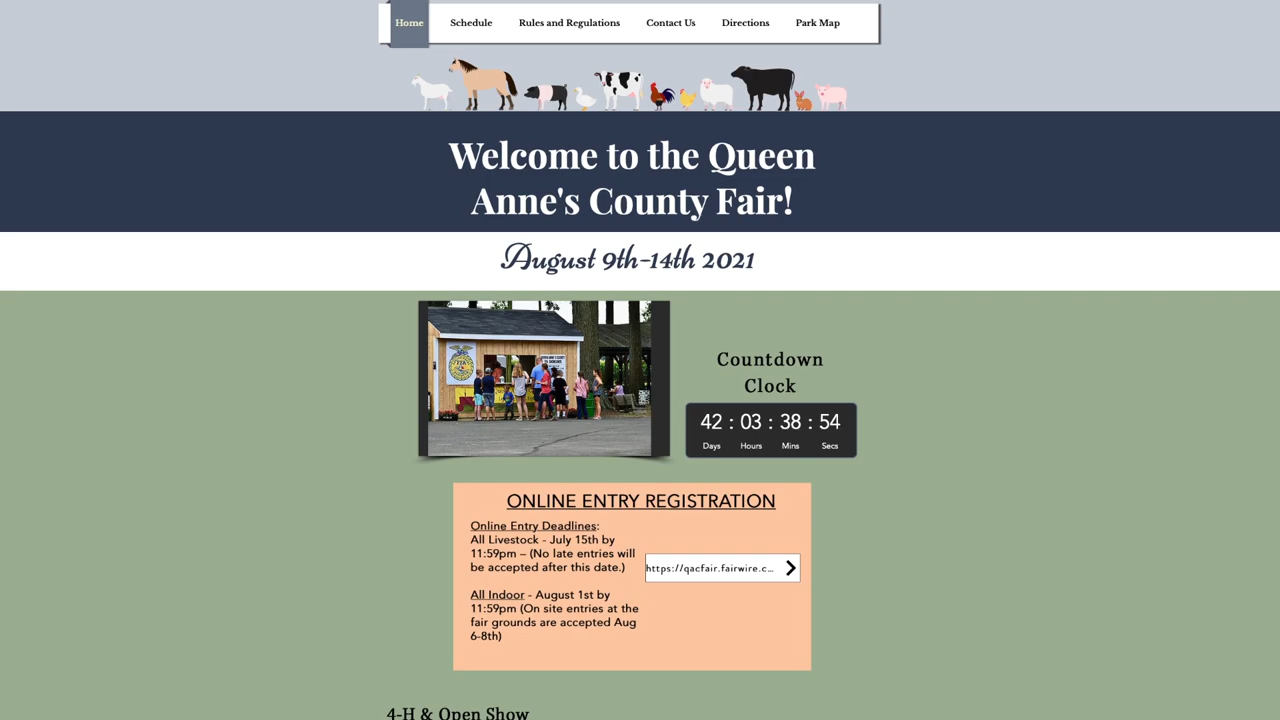 Home Schedule Rules and Regulations Contact Us Directions Park Map
Welcome to the Queen
Anne's County Fair!
August 9th-14th 2021
Countdown
Clock
42 : 03 : 38 : 54
Days Hours Mins Secs
ONLINE ENTRY REGISTRATION
Online Entry Deadlines:
All Livestock - July 15th by
11:59pm – (No late entries will
be accepted after this date.)
https://qacfair.fairwire.c...
All Indoor - August 1st by
11:59pm (On site entries at the
fair grounds are accepted Aug
6-8th)
4-H & Open Show